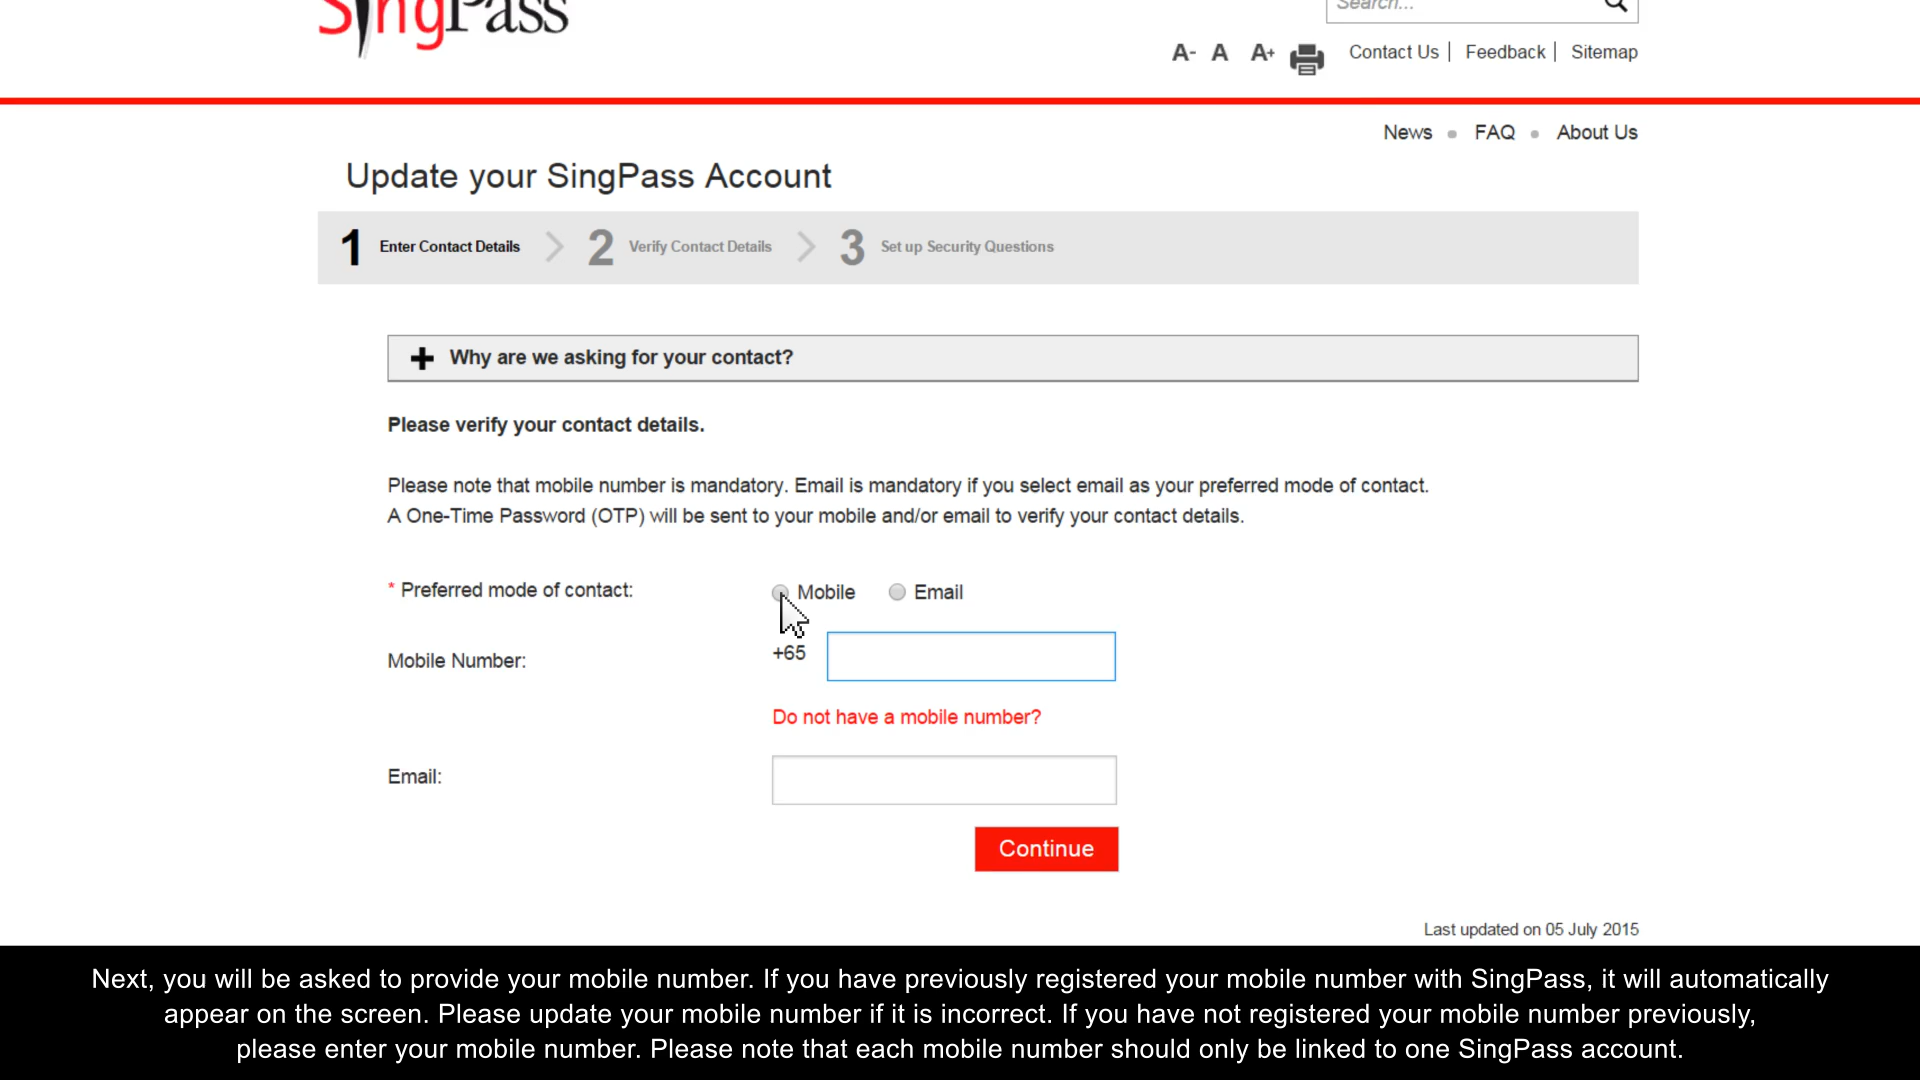 SingPass
Search...
A- A A+ Contact Us Feedback Sitemap
News FAQ About Us
Update your SingPass Account
1 Enter Contact Details 2 Verify Contact Details 3 Set up Security Questions
Why are we asking for your contact?
Please verify your contact details.
Please note that mobile number is mandatory. Email is mandatory if you select email as your preferred mode of contact.
A One-Time Password (OTP) will be sent to your mobile and/or email to verify your contact details.
* Preferred mode of contact: Mobile Email
Mobile Number: +65
Do not have a mobile number?
Email:
Continue
Last updated on 05 July 2015
Next, you will be asked to provide your mobile number. If you have previously registered your mobile number with SingPass, it will automatically
appear on the screen. Please update your mobile number if it is incorrect. If you have not registered your mobile number previously,
please enter your mobile number. Please note that each mobile number should only be linked to one SingPass account.